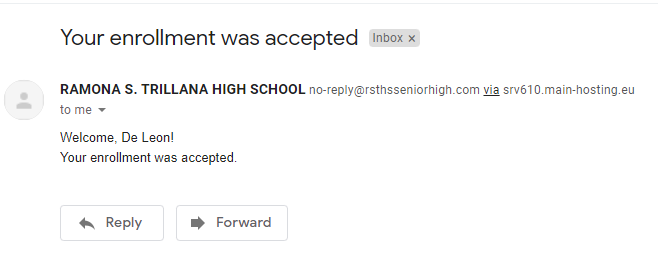 Your enrollment was accepted Inbox ×
RAMONA S. TRILLANA HIGH SCHOOL no-reply@rsthsseniorhigh.com via srv610.main-hosting.eu
to me
Welcome, De Leon!
Your enrollment was accepted.
Reply Forward